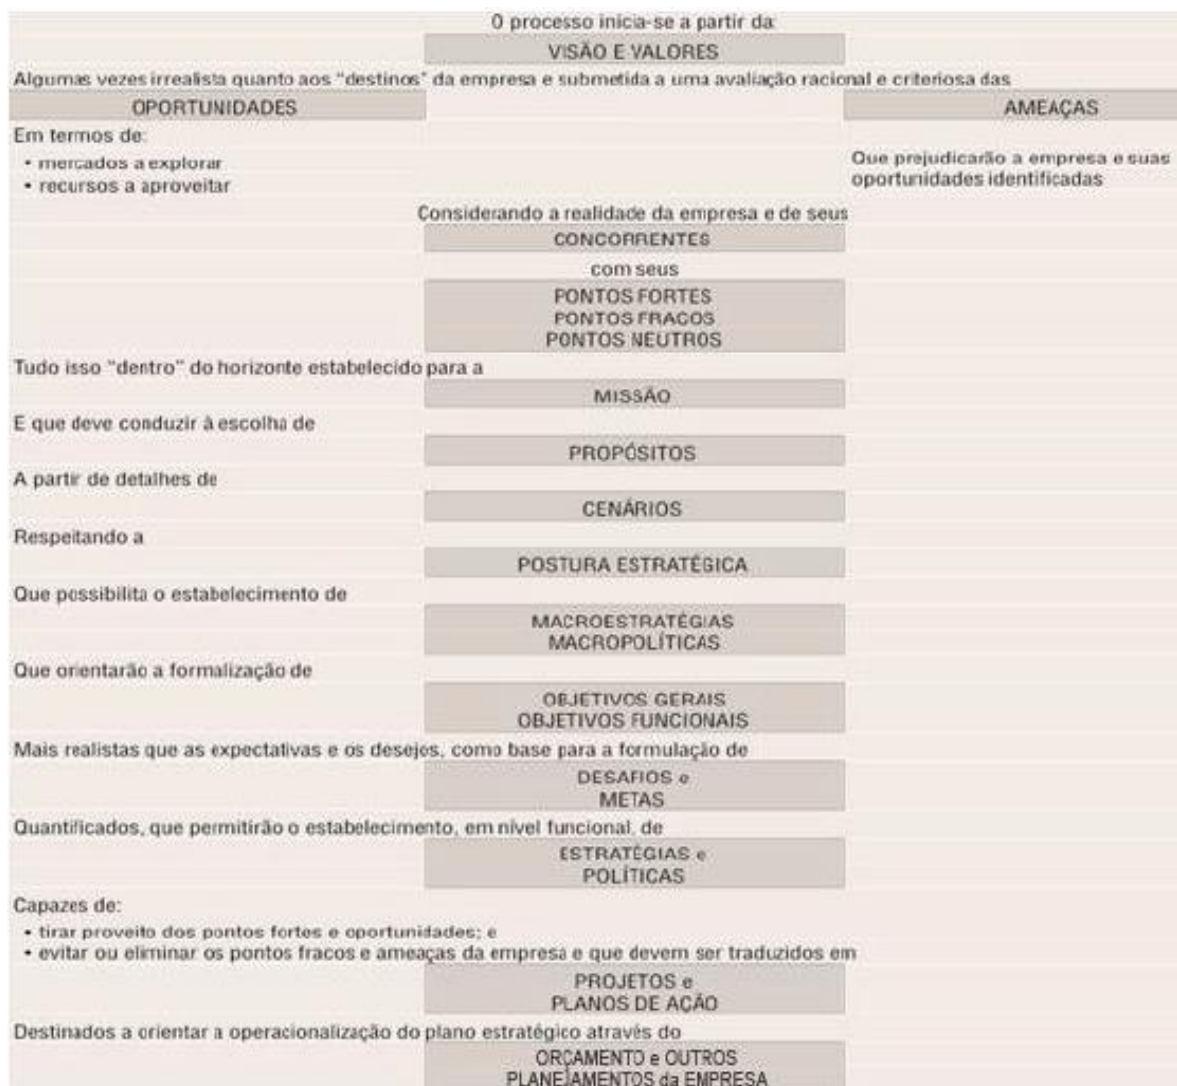 O processo inicia-se a partir da
VISÃO E VALORES
Algumas vezes irrealista quanto aos "destinos" da empresa e submetida a uma avaliação racional e criteriosa das
OPORTUNIDADES
AMEAÇAS
Em termos de:
• mercados a explorar
• recursos a aproveitar
Que prejudicarão a empresa e suas
oportunidades identificadas
Considerando a realidade da empresa e de seus
CONCORRENTES
com seus
PONTOS FORTES
PONTOS FRACOS
PONTOS NEUTROS
Tudo isso "dentro" do horizonte estabelecido para a
MISSÃO
E que deve conduzir à escolha de
PROPÓSITOS
A partir de detalhes de
CENÁRIOS
Respeitando a
POSTURA ESTRATÉGICA
Que possibilita o estabelecimento de
MACROESTRATÉGIAS
MACROPOLÍTICAS
Que orientarão a formalização de
OBJETIVOS GERAIS
OBJETIVOS FUNCIONAIS
Mais realistas que as expectativas e os desejos, como base para a formulação de
DESAFIOS e
METAS
Quantificados, que permitirão o estabelecimento, em nível funcional, de
ESTRATÉGIAS e
POLÍTICAS
Capazes de:
• tirar proveito dos pontos fortes e oportunidades; e
• evitar ou eliminar os pontos fracos e ameaças da empresa e que devem ser traduzidos em
PROJETOS e
PLANOS DE AÇÃO
Destinados a orientar a operacionalização do plano estratégico através do
ORÇAMENTO e OUTROS
PLANEJAMENTOS da EMPRESA